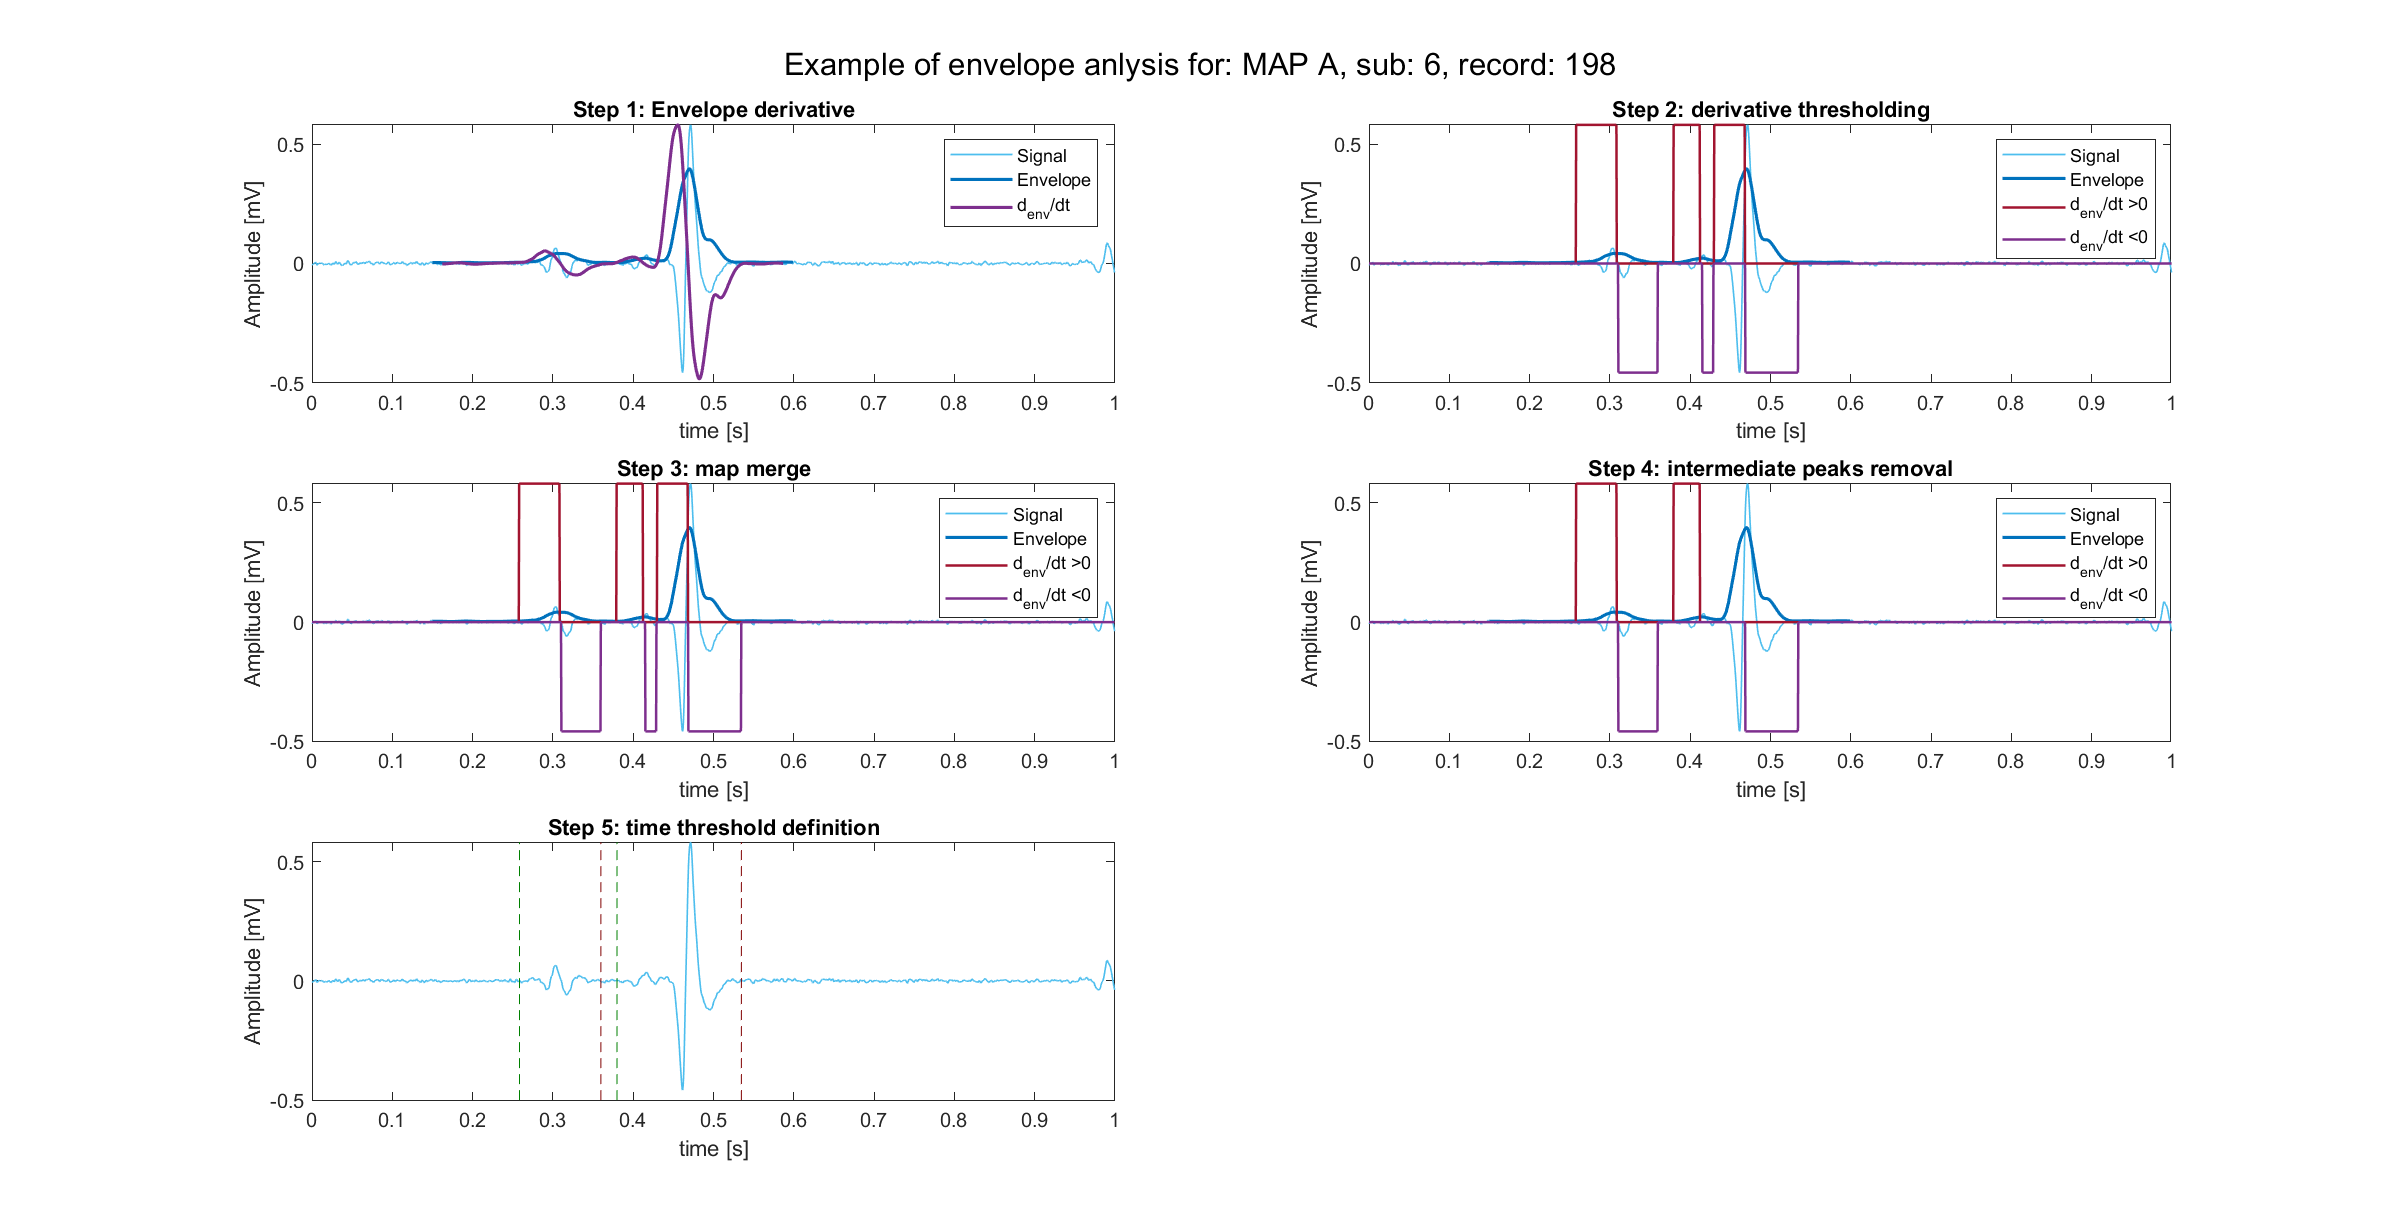 Example of envelope anlysis for: MAP A, sub: 6, record: 198
Step 1: Envelope derivative
Amplitude [mV]
0.5
0
-0.5
0 0.1 0.2 0.3 0.4 0.5 0.6 0.7 0.8 0.9 1
time [s]
Signal
Envelope
d_env/dt
Step 2: derivative thresholding
Amplitude [mV]
0.5
0
-0.5
0 0.1 0.2 0.3 0.4 0.5 0.6 0.7 0.8 0.9 1
time [s]
Signal
Envelope
d_env/dt >0
d_env/dt <0
Step 3: map merge
Amplitude [mV]
0.5
0
-0.5
0 0.1 0.2 0.3 0.4 0.5 0.6 0.7 0.8 0.9 1
time [s]
Signal
Envelope
d_env/dt >0
d_env/dt <0
Step 4: intermediate peaks removal
Amplitude [mV]
0.5
0
-0.5
0 0.1 0.2 0.3 0.4 0.5 0.6 0.7 0.8 0.9 1
time [s]
Signal
Envelope
d_env/dt >0
d_env/dt <0
Step 5: time threshold definition
Amplitude [mV]
0.5
0
-0.5
0 0.1 0.2 0.3 0.4 0.5 0.6 0.7 0.8 0.9 1
time [s]